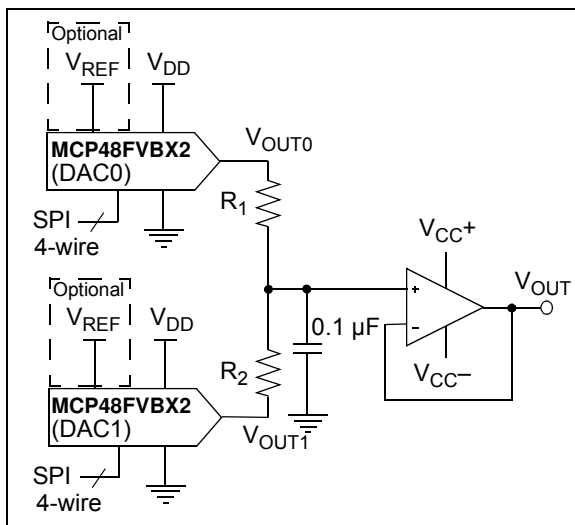 Optional
VREF
VDD
MCP48FVBX2
(DAC0)
VOUT0
SPI
4-wire
R1
VCC+
VOUT
+
–
VCC–
0.1 µF
Optional
VREF
VDD
R2
MCP48FVBX2
(DAC1)
VOUT1
SPI
4-wire